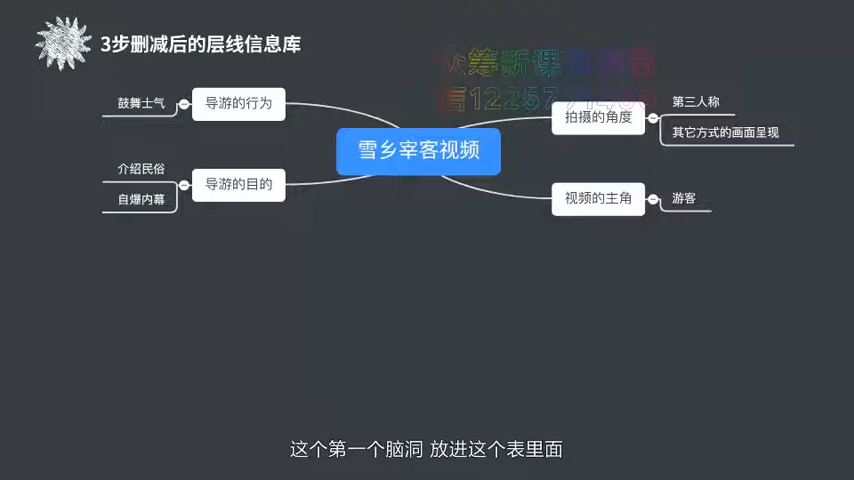 3步删减后的层线信息库
鼓舞士气
导游的行为
介绍民俗
自爆内幕
导游的目的
雪乡宰客视频
拍摄的角度
第三人称
其它方式的画面呈现
视频的主角
游客
这个第一个脑洞 放进这个表里面